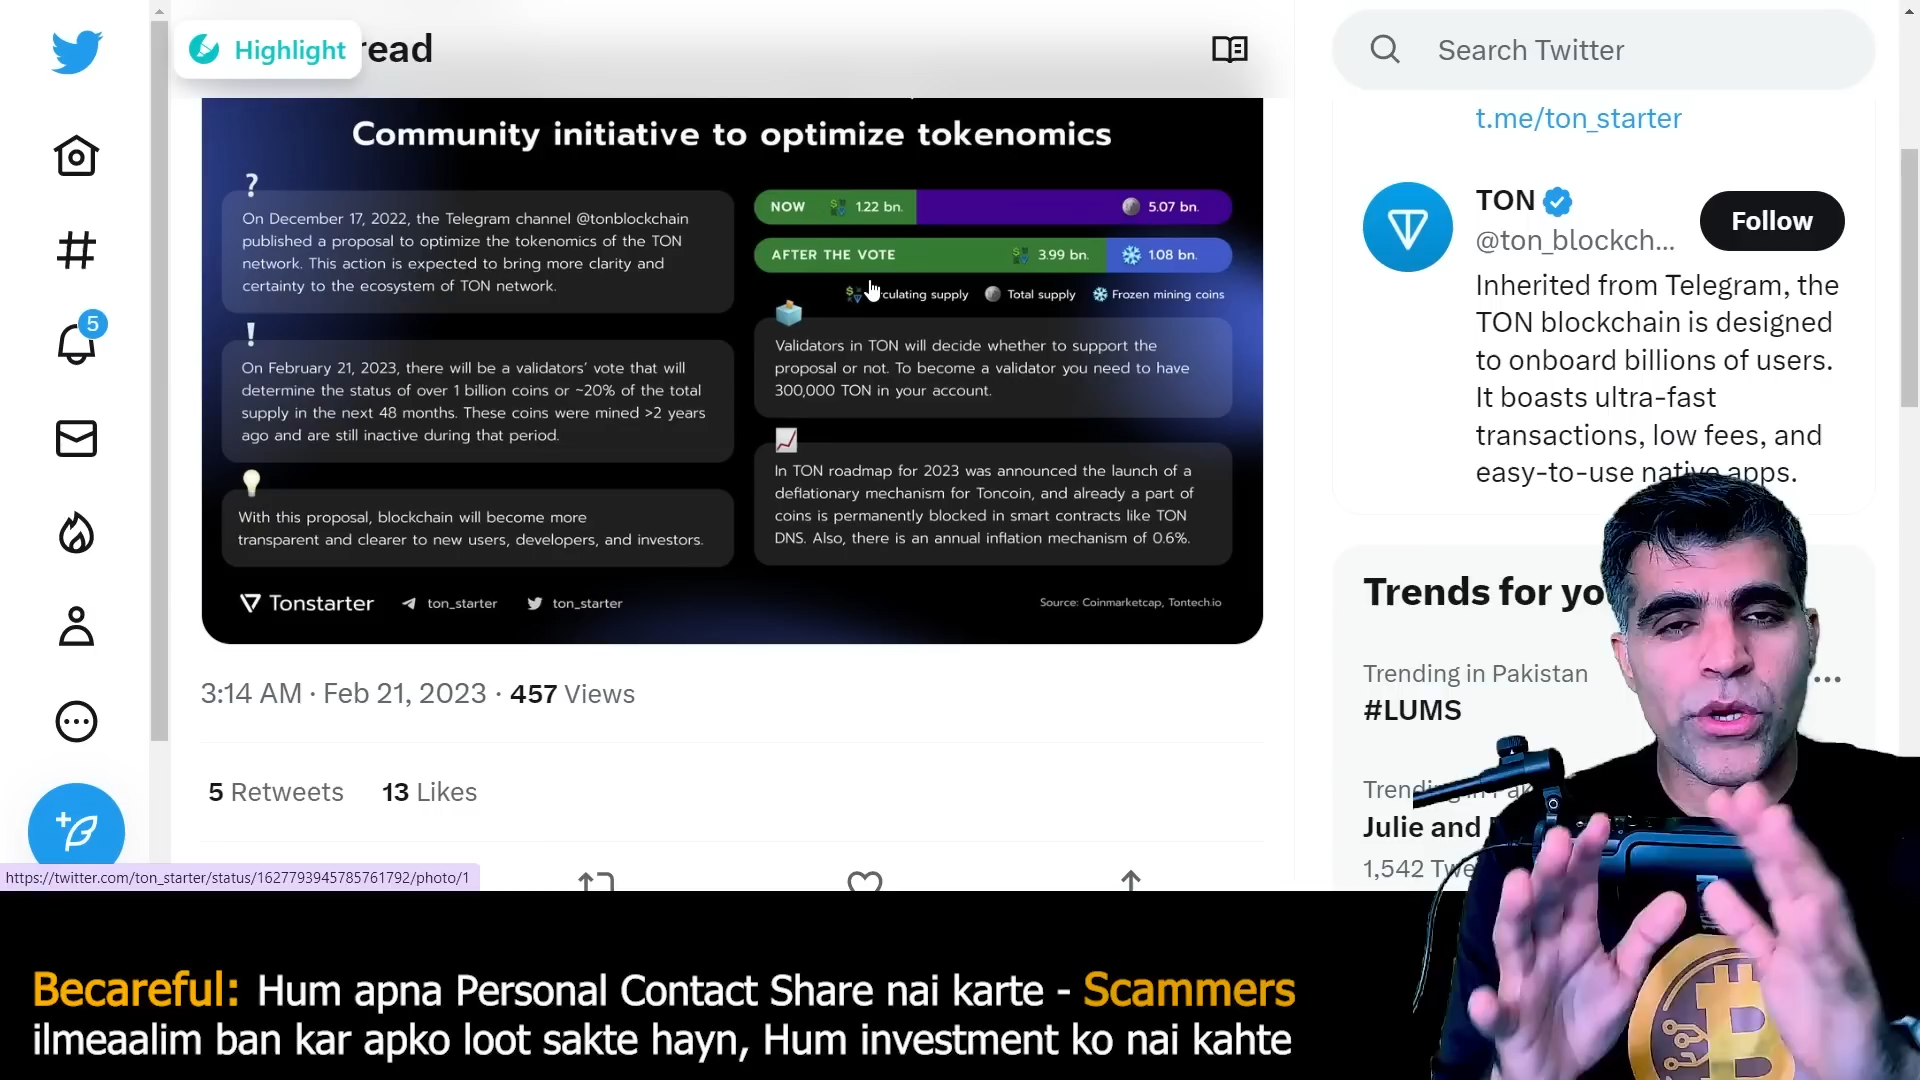 Highlight
read
Search Twitter
Community initiative to optimize tokenomics
?
On December 17, 2022, the Telegram channel @tonblockchain
published a proposal to optimize the tokenomics of the TON
network. This action is expected to bring more clarity and
certainty to the ecosystem of TON network.
!
On February 21, 2023, there will be a validators' vote that will
determine the status of over 1 billion coins or ~20% of the total
supply in the next 48 months. These coins were mined >2 years
ago and are still inactive during that period.
With this proposal, blockchain will become more
transparent and clearer to new users, developers, and investors.
NOW 1.22 bn. 5.07 bn.
AFTER THE VOTE 3.99 bn. 1.08 bn.
culating supply Total supply Frozen mining coins
Validators in TON will decide whether to support the
proposal or not. To become a validator you need to have
300,000 TON in your account.
In TON roadmap for 2023 was announced the launch of a
deflationary mechanism for Toncoin, and already a part of
coins is permanently blocked in smart contracts like TON
DNS. Also, there is an annual inflation mechanism of 0.6%.
Tonstarter ton_starter ton_starter
Source: Coinmarketcap, Tontech.io
3:14 AM · Feb 21, 2023 · 457 Views
5 Retweets 13 Likes
5
https://twitter.com/ton_starter/status/1627793945785761792/photo/1
t.me/ton_starter
TON
@ton_blockch...
Follow
Inherited from Telegram, the
TON blockchain is designed
to onboard billions of users.
It boasts ultra-fast
transactions, low fees, and
easy-to-use native apps.
Trends for yo
Trending in Pakistan
#LUMS
Trending in Pak
Julie and
1,542 Twe
Becareful: Hum apna Personal Contact Share nai karte - Scammers
ilmeaalim ban kar apko loot sakte hayn, Hum investment ko nai kahte